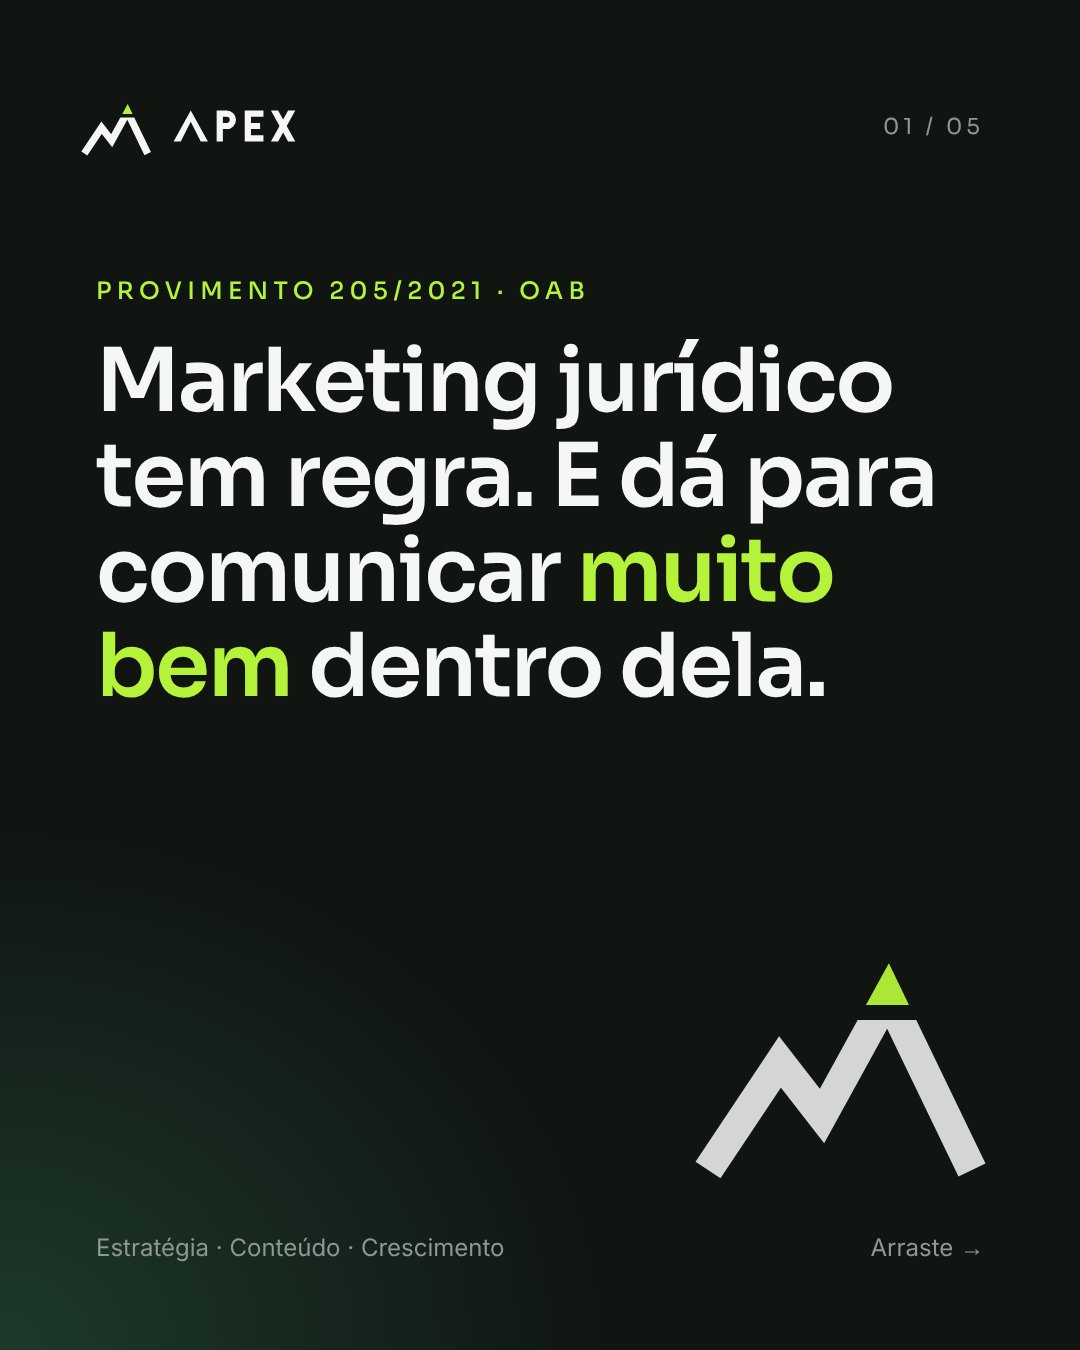 APEX
01 / 05
PROVIMENTO 205/2021 · OAB
Marketing jurídico
tem regra. E dá para
comunicar muito
bem dentro dela.
Estratégia · Conteúdo · Crescimento
Arraste →